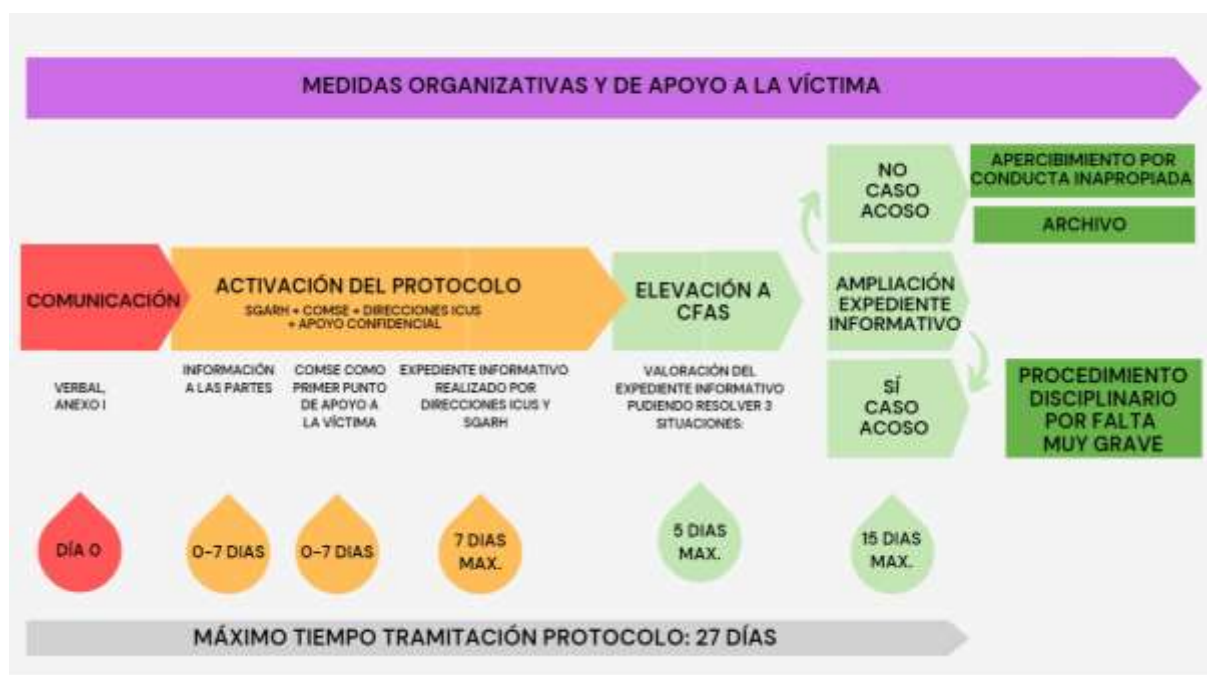 MEDIDAS ORGANIZATIVAS Y DE APOYO A LA VÍCTIMA
COMUNICACIÓN
VERBAL,
ANEXO I
ACTIVACIÓN DEL PROTOCOLO
SGARH + COMSE + DIRECCIONES ICUS
+ APOYO CONFIDENCIAL
INFORMACIÓN
A LAS PARTES
COMSE COMO
PRIMER PUNTO
DE APOYO A
LA VÍCTIMA
EXPEDIENTE INFORMATIVO
REALIZADO POR
DIRECCIONES ICUS Y
SGARH
ELEVACIÓN A
CFAS
VALORACIÓN DEL
EXPEDIENTE INFORMATIVO
PUDIENDO RESOLVER 3
SITUACIONES:
NO
CASO
ACOSO
APERCIBIMIENTO POR
CONDUCTA INAPROPIADA
ARCHIVO
AMPLIACIÓN
EXPEDIENTE
INFORMATIVO
SÍ
CASO
ACOSO
PROCEDIMIENTO
DISCIPLINARIO
POR FALTA
MUY GRAVE
DÍA 0
0-7 DIAS
0-7 DIAS
7 DIAS
MAX.
5 DIAS
MAX.
15 DIAS
MAX.
MÁXIMO TIEMPO TRAMITACIÓN PROTOCOLO: 27 DÍAS